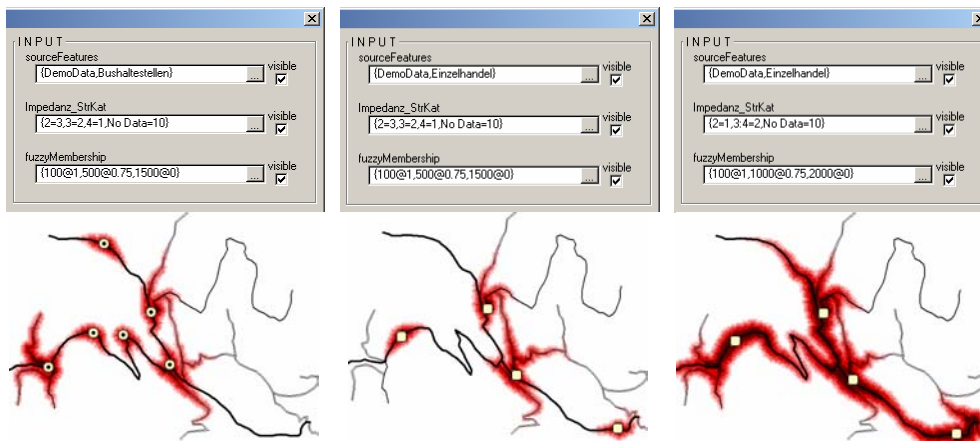 INPUT
sourceFeatures
{DemoData,Bushaltestellen}
...
visible
Impedanz_StrKat
{2=3,3=2,4=1,No Data=10}
...
visible
fuzzyMembership
{100@1,500@0.75,1500@0}
...
visible
INPUT
sourceFeatures
{DemoData,Einzelhandel}
...
visible
Impedanz_StrKat
{2=3,3=2,4=1,No Data=10}
...
visible
fuzzyMembership
{100@1,500@0.75,1500@0}
...
visible
INPUT
sourceFeatures
{DemoData,Einzelhandel}
...
visible
Impedanz_StrKat
{2=1,3:4=2,No Data=10}
...
visible
fuzzyMembership
{100@1,1000@0.75,2000@0}
...
visible